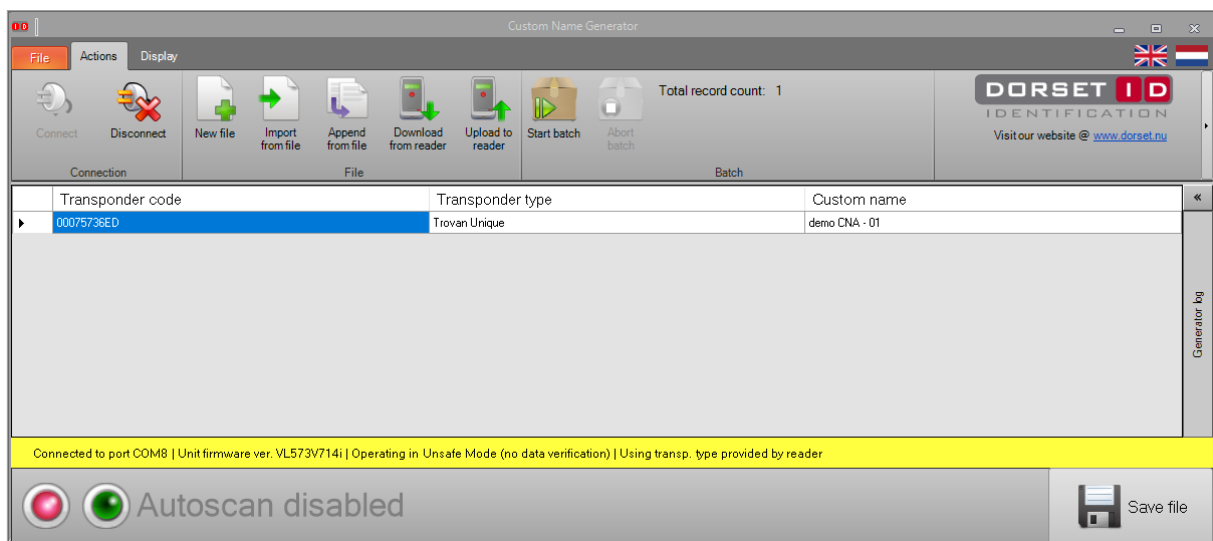 ID
Custom Name Generator
File Actions Display
Connect
Disconnect
New file
Import
from file
Append
from file
Download
from reader
Upload to
reader
Start batch
Abort
batch
Total record count: 1
DORSET ID
IDENTIFICATION
Visit our website @ www.dorset.nu
Connection
File
Batch
Transponder code Transponder type Custom name
00075736ED Trovan Unique demo CNA - 01
Generator log
Connected to port COM8 | Unit firmware ver. VL573V714i | Operating in Unsafe Mode (no data verification) | Using transp. type provided by reader
Autoscan disabled
Save file